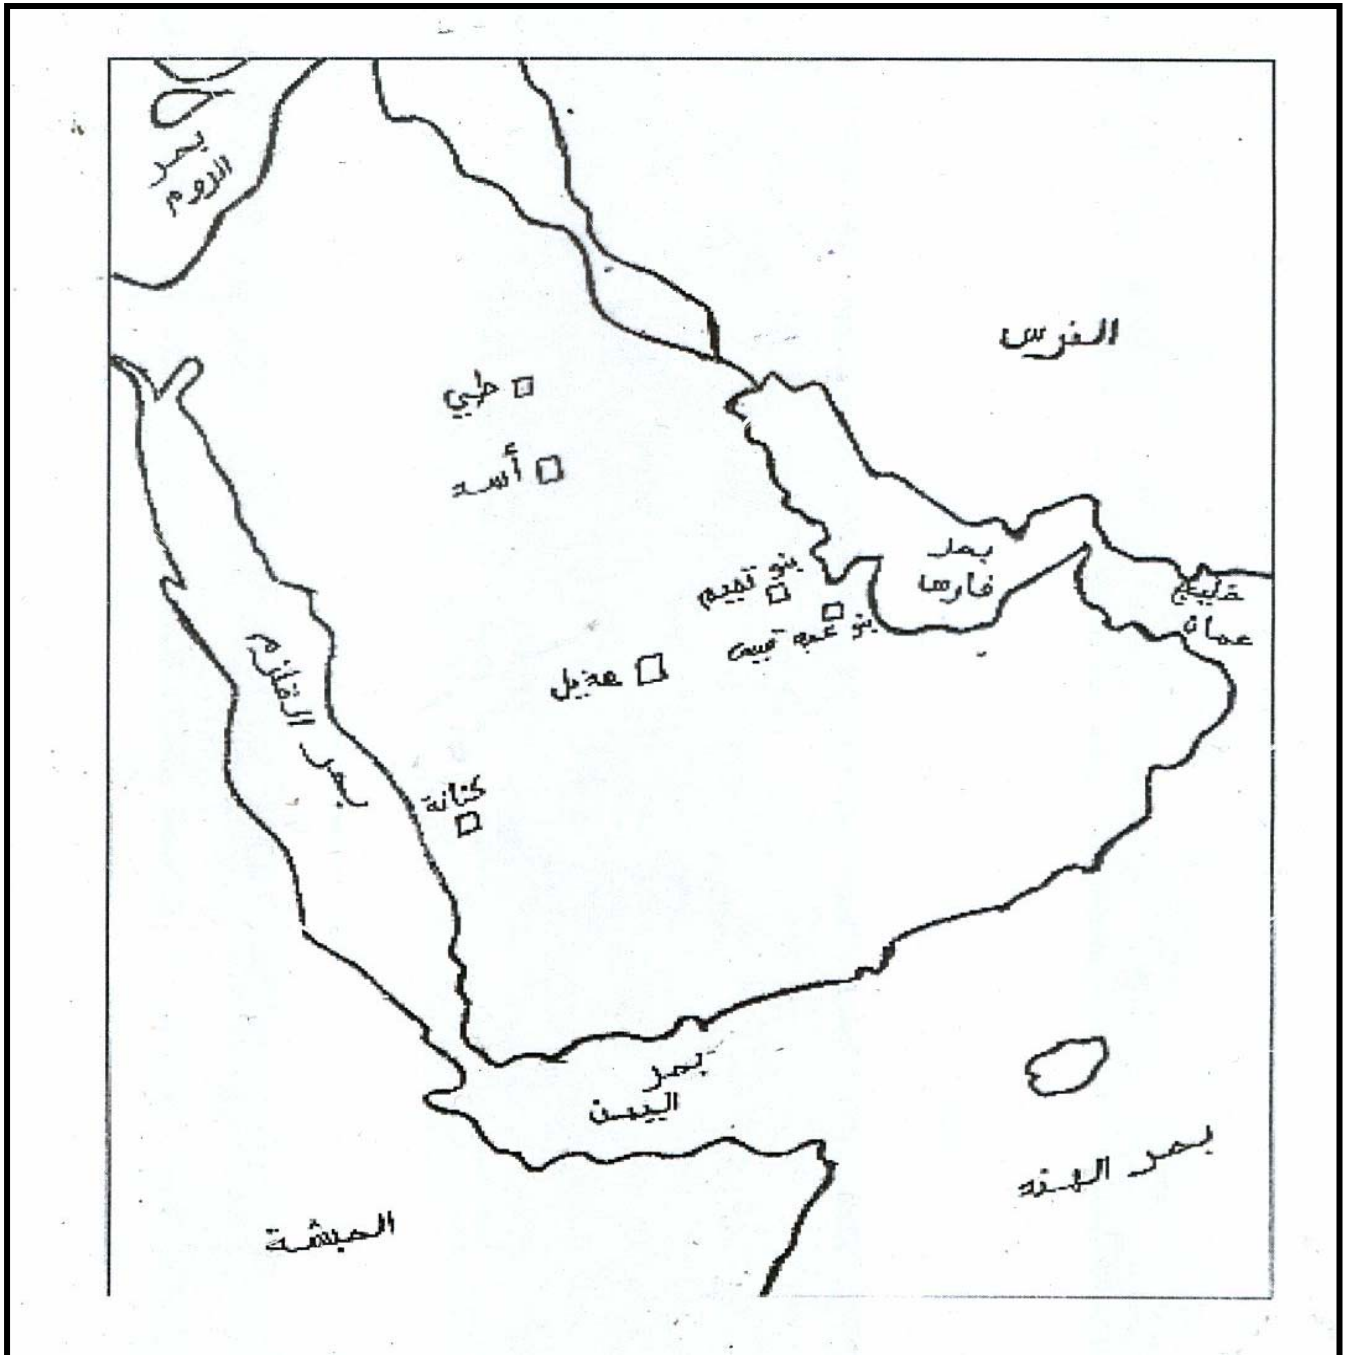 بحر
الروم
الفرس
طيي
أسد
بحر
فارس
خليج
عمان
بنو تميم
بنو عبد قيس
هذيل
بحر القلزم
كنانة
بحر
اليمن
بحر الهند
الحبشة